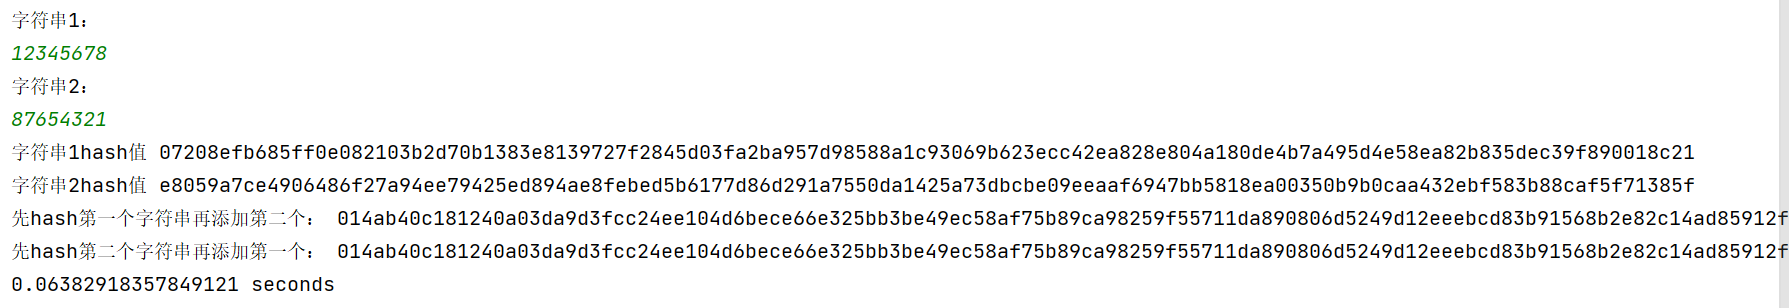 字符串1：
12345678
字符串2：
87654321
字符串1hash值 07208efb685ff0e082103b2d70b1383e8139727f2845d03fa2ba957d98588a1c93069b623ecc42ea828e804a180de4b7a495d4e58ea82b835dec39f890018c21
字符串2hash值 e8059a7ce4906486f27a94ee79425ed894ae8febed5b6177d86d291a7550da1425a73dbcbe09eeaaf6947bb5818ea00350b9b0caa432ebf583b88caf5f71385f
先hash第一个字符串再添加第二个： 014ab40c181240a03da9d3fcc24ee104d6bece66e325bb3be49ec58af75b89ca98259f55711da890806d5249d12eeebcd83b91568b2e82c14ad85912f
先hash第二个字符串再添加第一个： 014ab40c181240a03da9d3fcc24ee104d6bece66e325bb3be49ec58af75b89ca98259f55711da890806d5249d12eeebcd83b91568b2e82c14ad85912f
0.06382918357849121 seconds